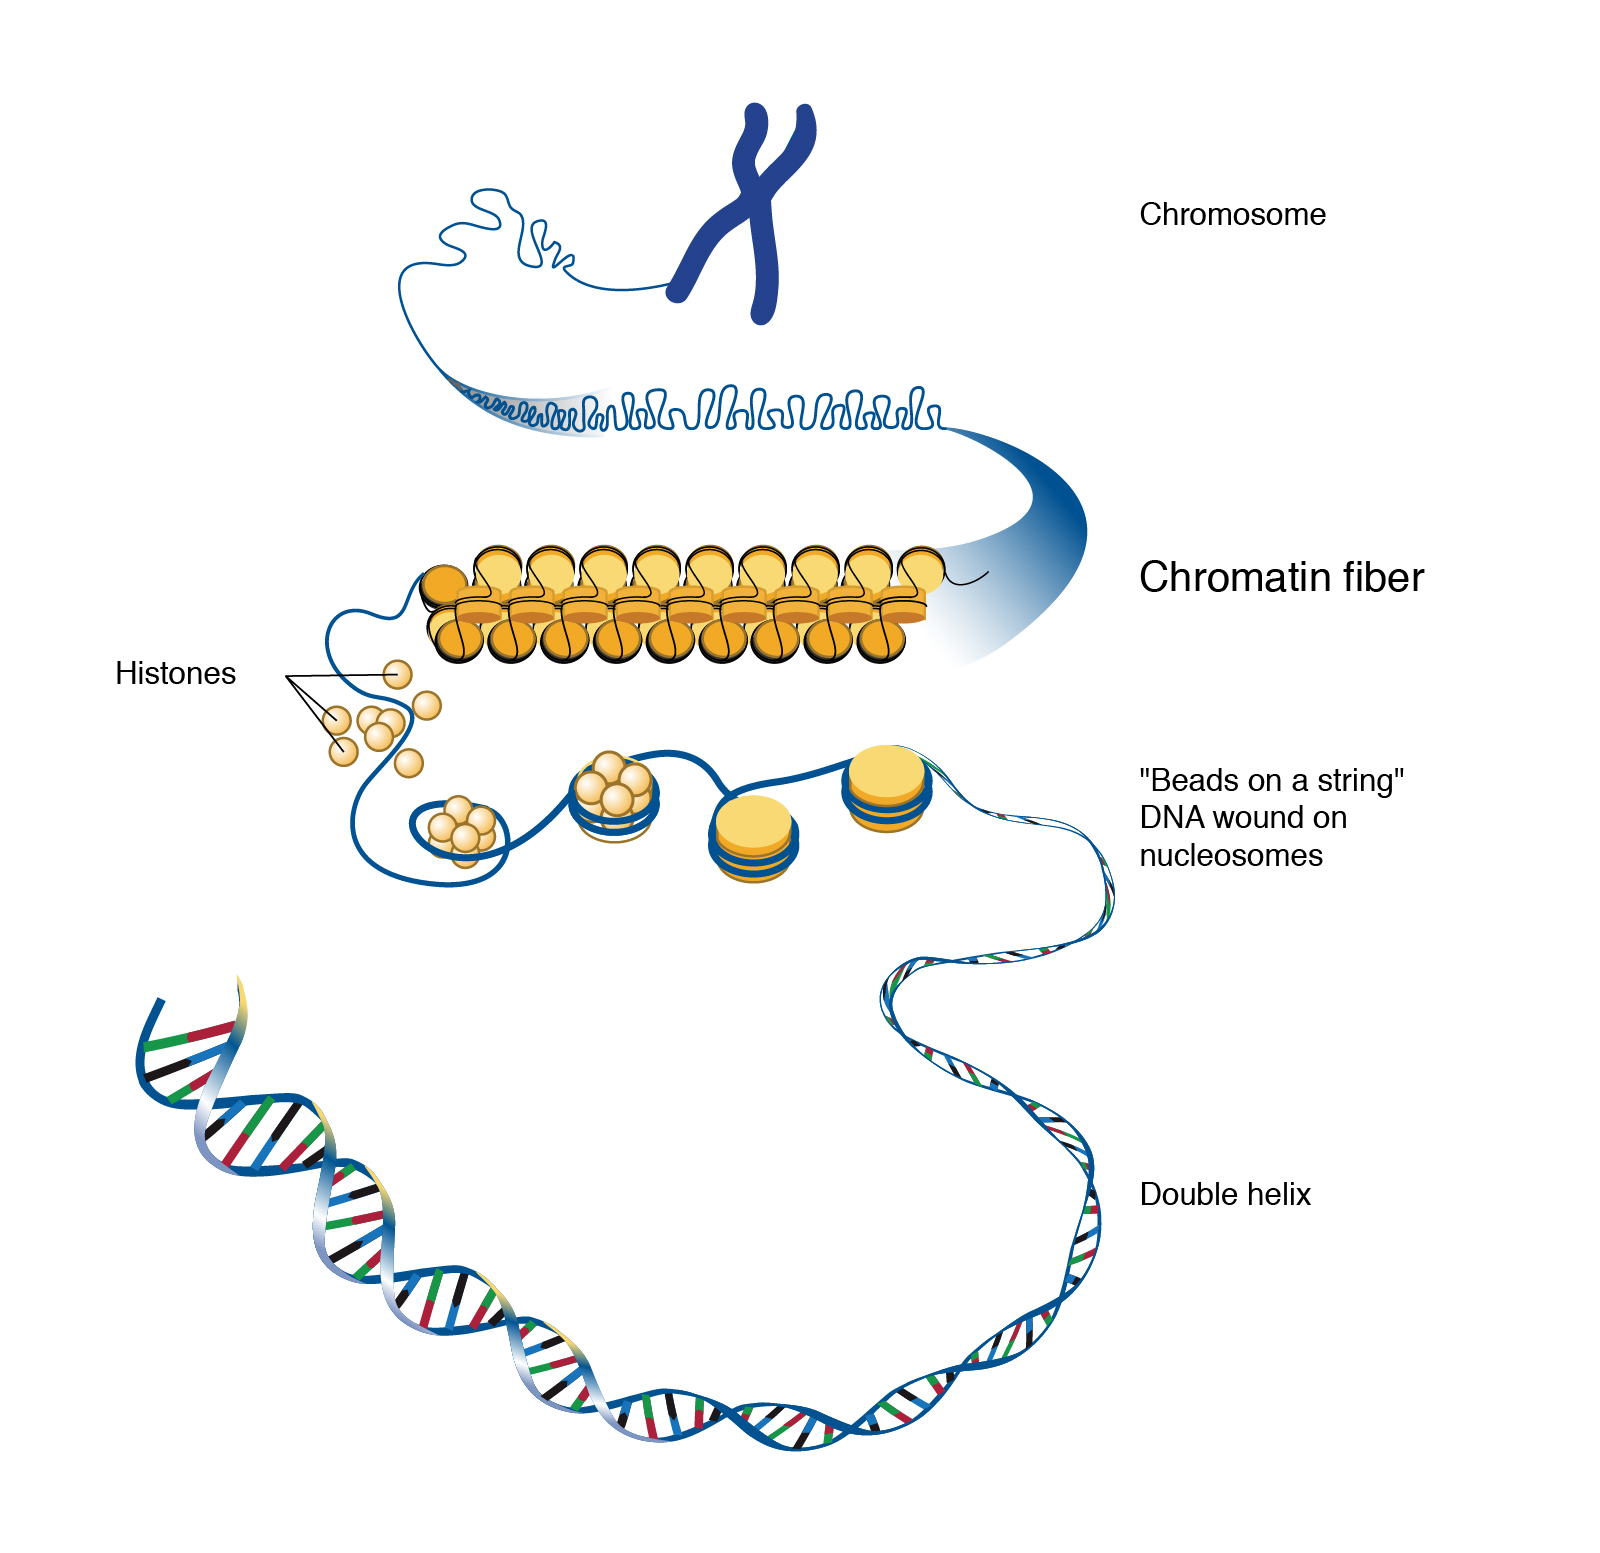 Chromosome
Chromatin fiber
Histones
"Beads on a string"
DNA wound on
nucleosomes
Double helix